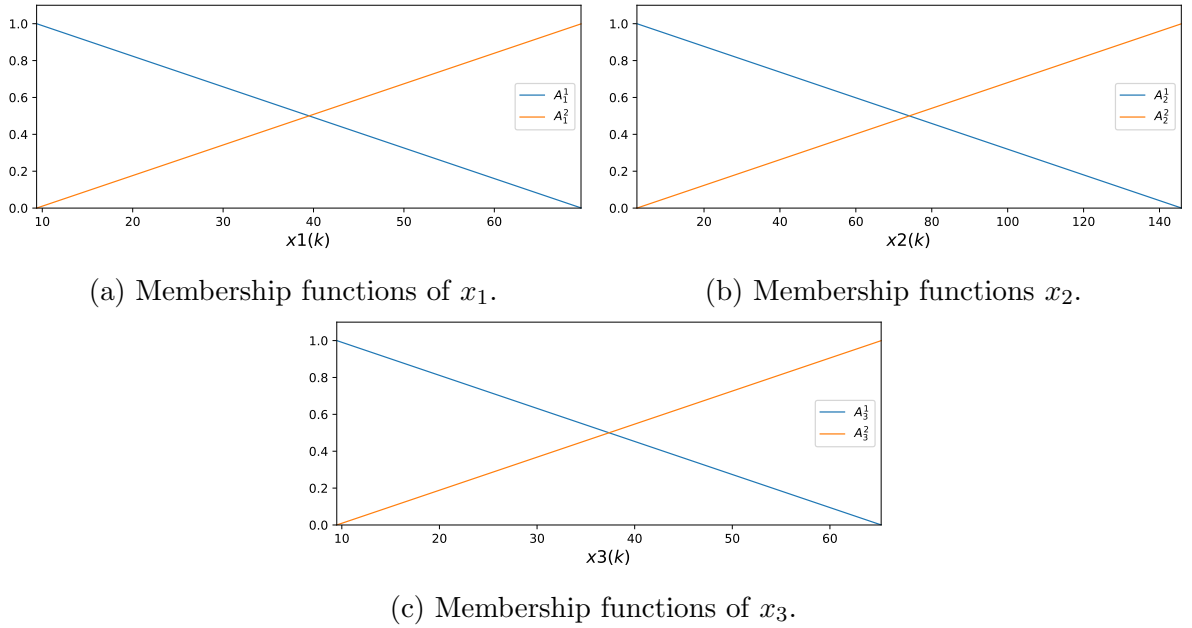 1.0
0.8
0.6
0.4
0.2
0.0
10 20 30 40 50 60
x1(k)
A_1^1
A_1^2
1.0
0.8
0.6
0.4
0.2
0.0
20 40 60 80 100 120 140
x2(k)
A_2^1
A_2^2
(a) Membership functions of x_1.
(b) Membership functions x_2.
1.0
0.8
0.6
0.4
0.2
0.0
10 20 30 40 50 60
x3(k)
A_3^1
A_3^2
(c) Membership functions of x_3.